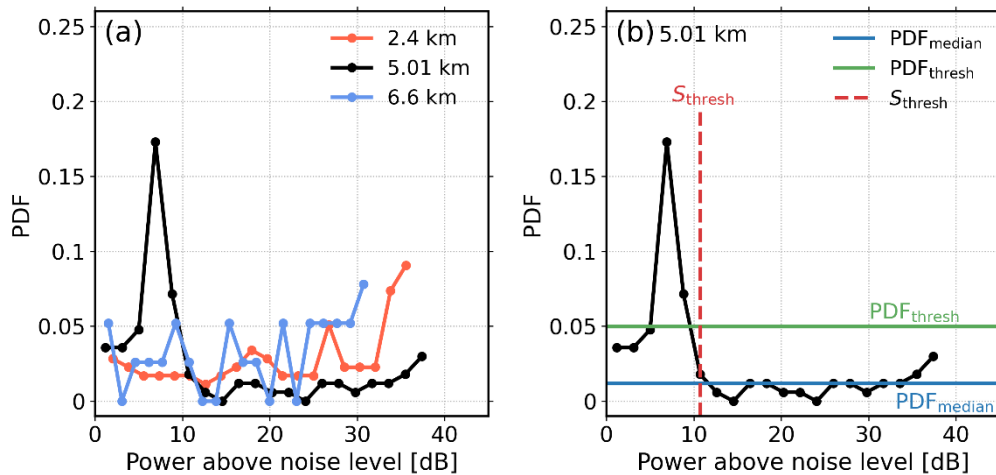 (a)
2.4 km
5.01 km
6.6 km
0.25
0.2
0.15
0.1
0.05
0
PDF
0 10 20 30 40
Power above noise level [dB]
(b) 5.01 km
PDFmedian
PDFthresh
Sthresh
Sthresh
PDFthresh
PDFmedian
0.25
0.2
0.15
0.1
0.05
0
PDF
0 10 20 30 40
Power above noise level [dB]